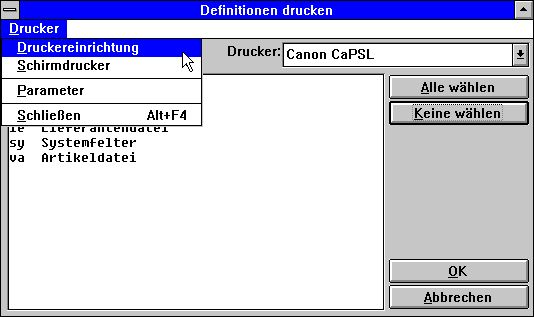 Definitionen drucken
Drucker
Druckereinrichtung
Schirmdrucker
Parameter
Schließen Alt+F4
Drucker: Canon CaPSL
le Lieferantendatei
sy Systemfelter
va Artikeldatei
Alle wählen
Keine wählen
OK
Abbrechen